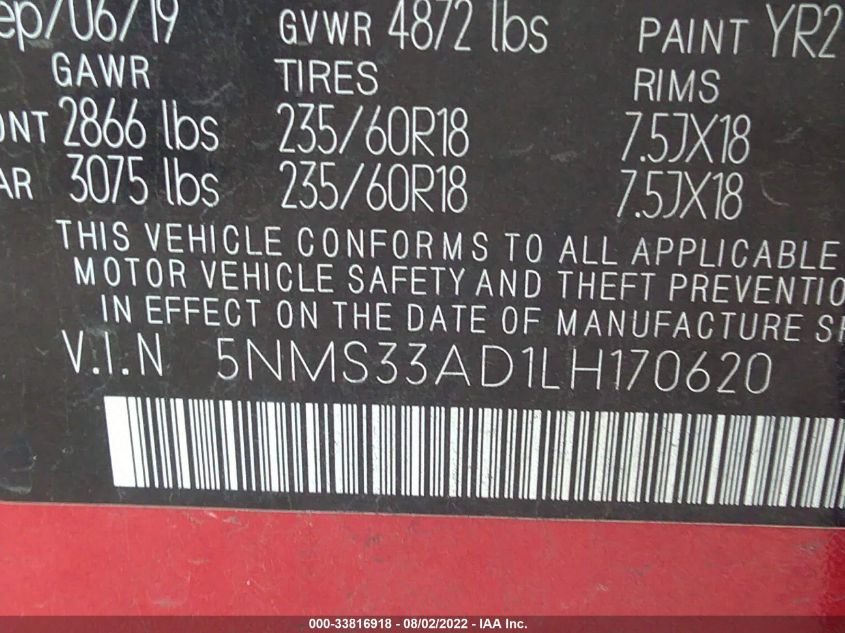 ep/06/19 GVWR 4872 lbs PAINT YR2
GAWR TIRES RIMS
ONT 2866 lbs 235/60R18 7.5JX18
AR 3075 lbs 235/60R18 7.5JX18
THIS VEHICLE CONFORMS TO ALL APPLICABLE
MOTOR VEHICLE SAFETY AND THEFT PREVENTIO
IN EFFECT ON THE DATE OF MANUFACTURE SH
V.I.N 5NMS33AD1LH170620
000-33816918 - 08/02/2022 - IAA Inc.